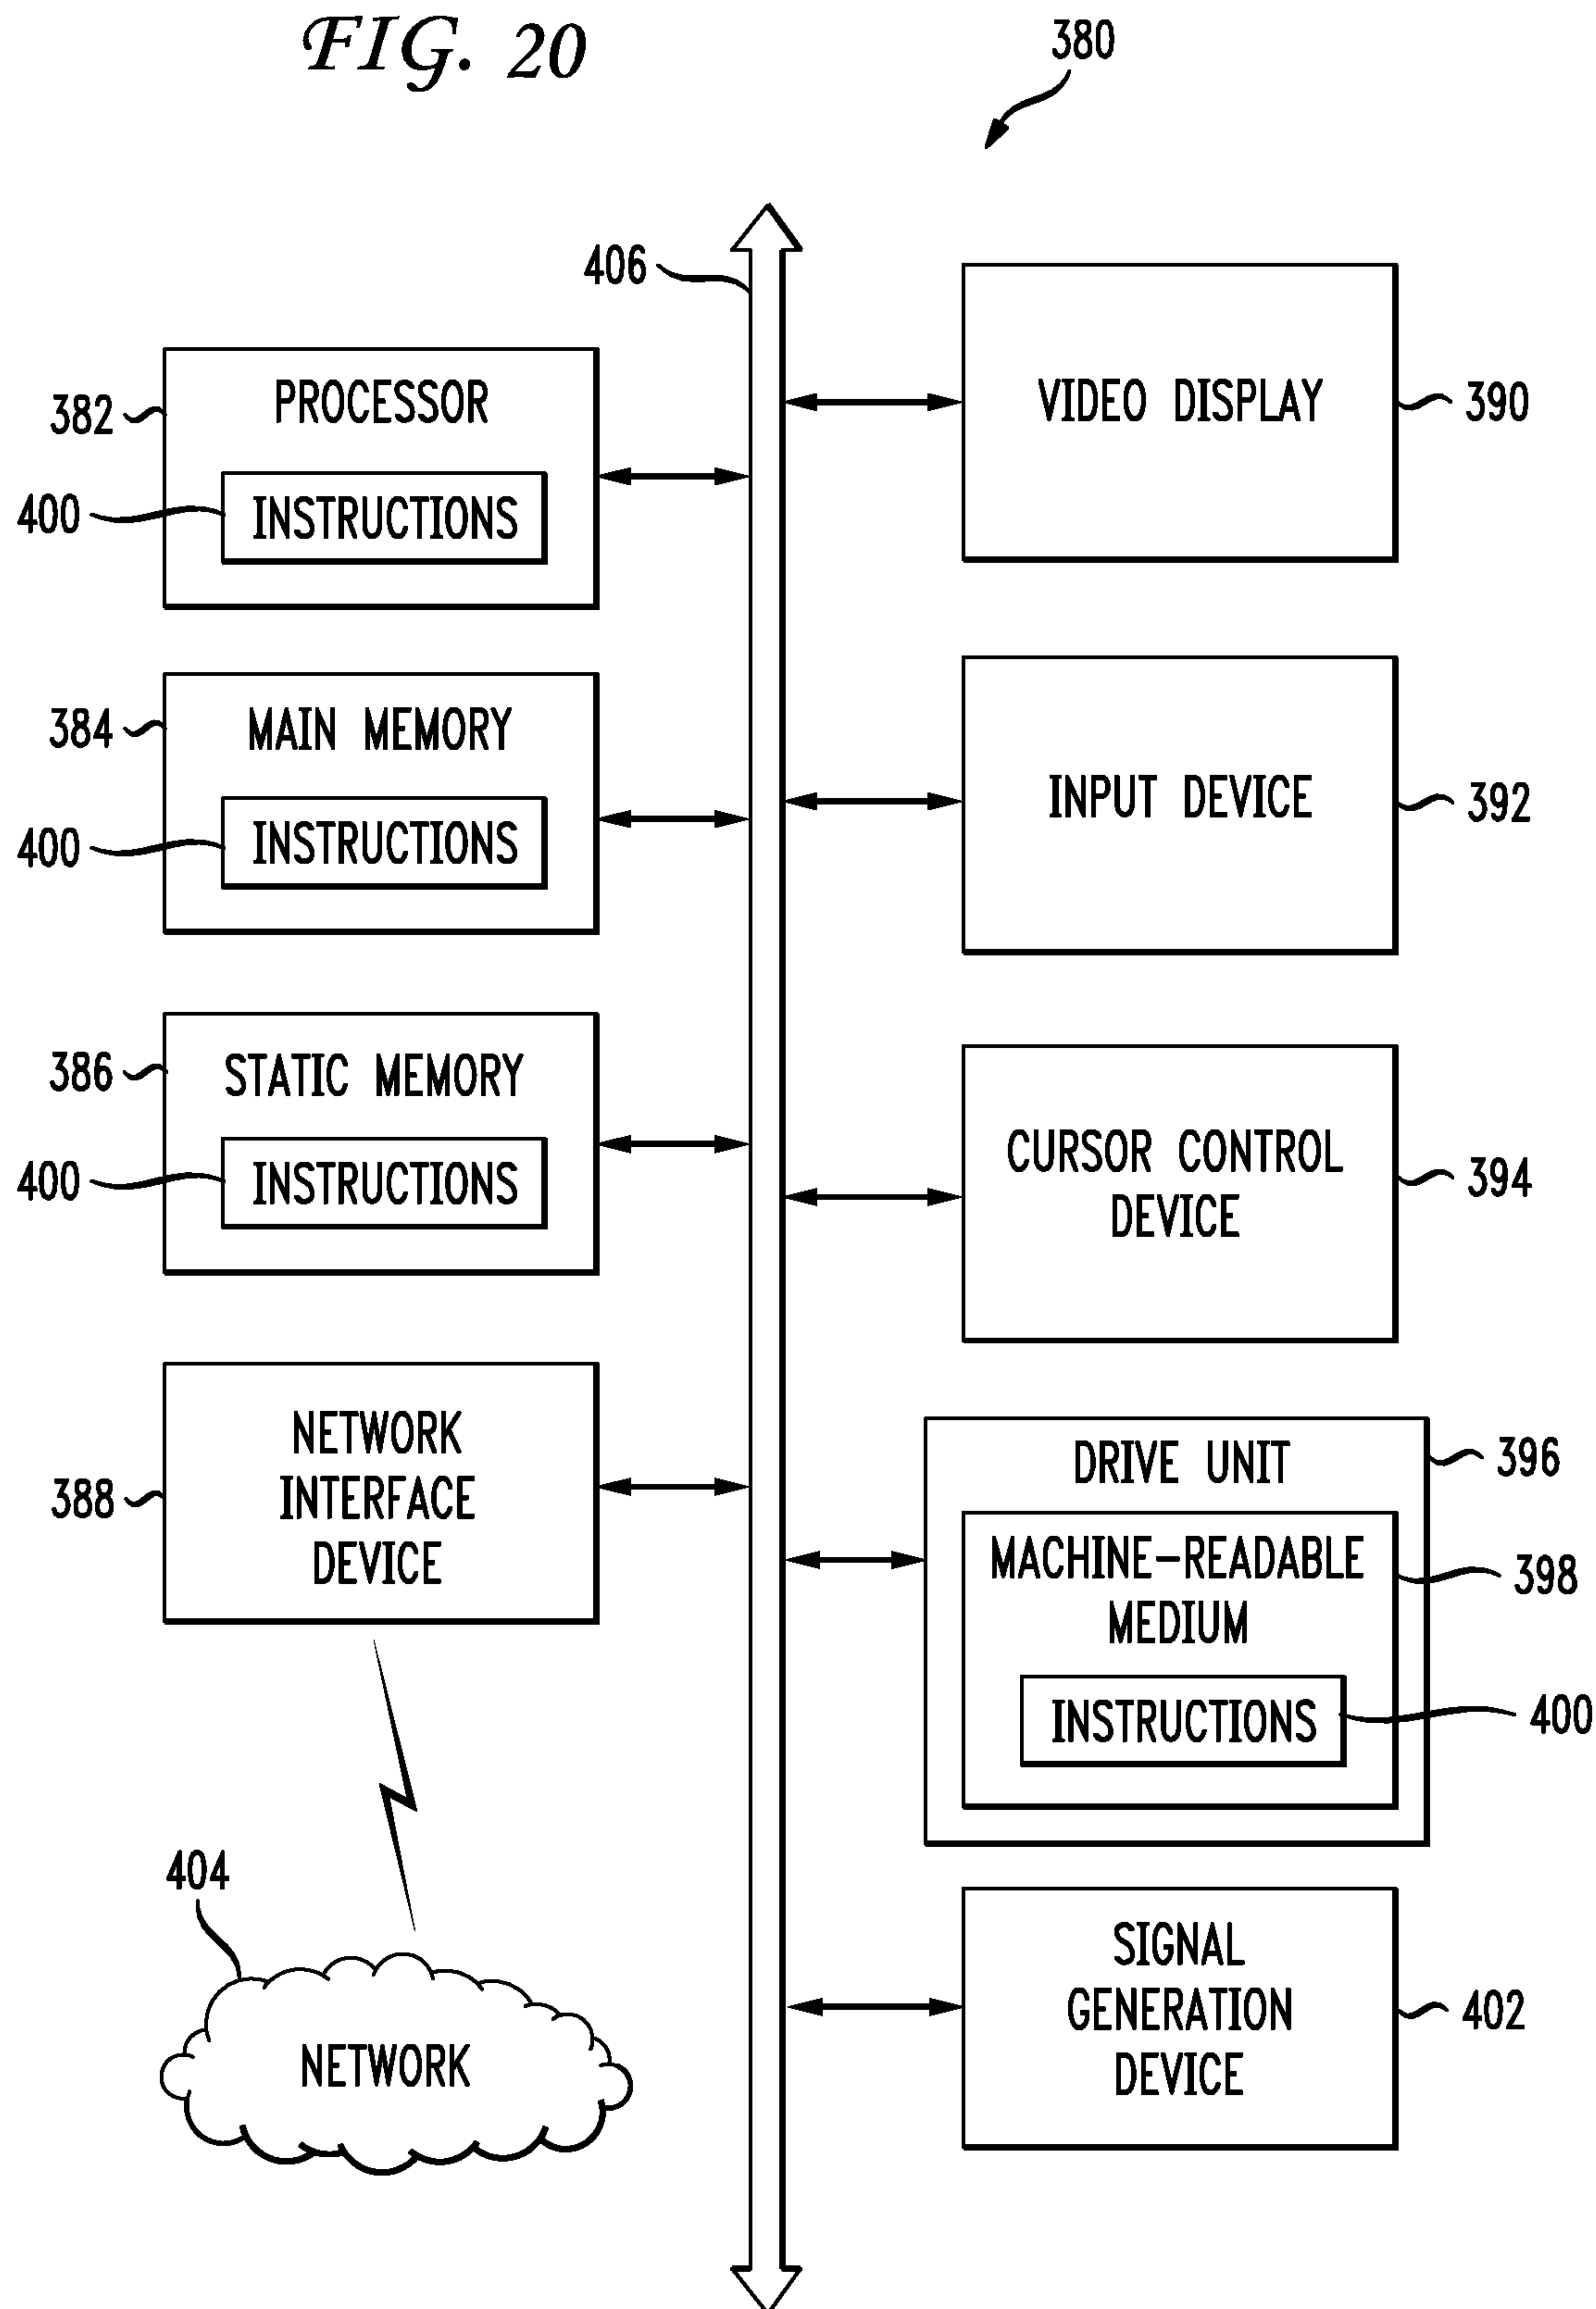 FIG. 20
380
406
382
PROCESSOR
400
INSTRUCTIONS
384
MAIN MEMORY
400
INSTRUCTIONS
386
STATIC MEMORY
400
INSTRUCTIONS
388
NETWORK
INTERFACE
DEVICE
404
NETWORK
VIDEO DISPLAY
390
INPUT DEVICE
392
CURSOR CONTROL
DEVICE
394
DRIVE UNIT
396
MACHINE-READABLE
MEDIUM
398
INSTRUCTIONS
400
SIGNAL
GENERATION
DEVICE
402